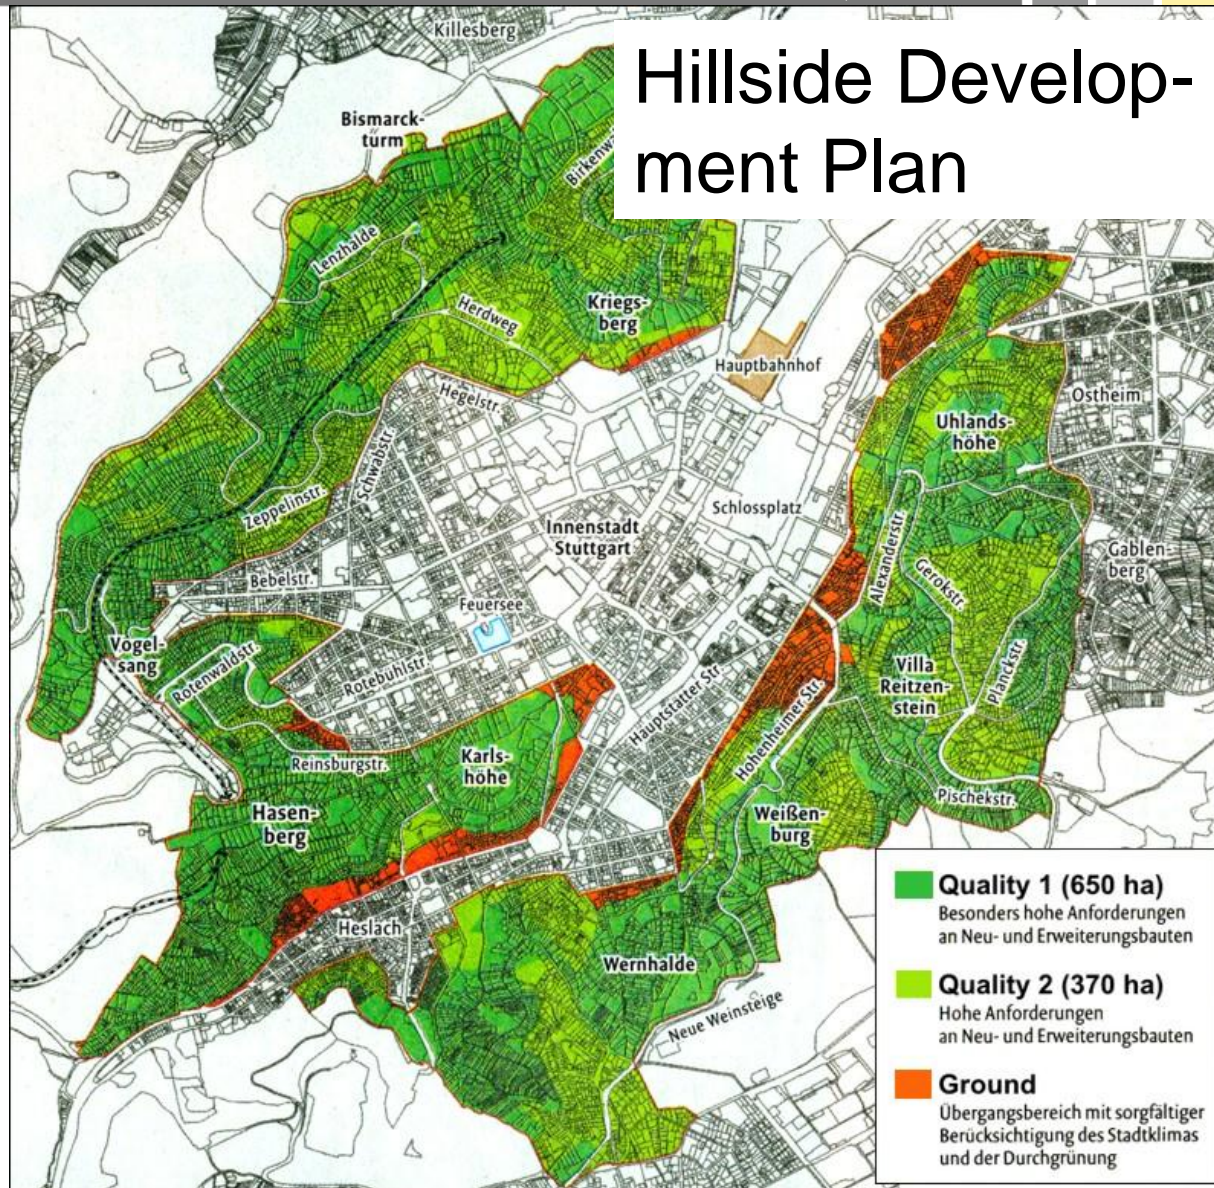 Hillside Develop-
ment Plan
Killesberg
Bismarck-
turm
Lenzhalde
Herdweg
Kriegs-
berg
Hauptbahnhof
Hegelstr.
Ostheim
Uhlands-
höhe
Schwabstr.
Zeppelinstr.
Schlossplatz
Innenstadt
Stuttgart
Alexanderstr.
Gablen-
berg
Bebelstr.
Gerokstr.
Feuersee
Vogel-
sang
Rotenwaldstr.
Rotebühlstr.
Villa
Reitzen-
stein
Planckstr.
Hauptstatter Str.
Hohenheimer Str.
Reinsburgstr.
Karls-
höhe
Pischekstr.
Hasen-
berg
Weißen-
burg
Heslach
Wernhalde
Neue Weinsteige
Quality 1 (650 ha)
Besonders hohe Anforderungen
an Neu- und Erweiterungsbauten
Quality 2 (370 ha)
Hohe Anforderungen
an Neu- und Erweiterungsbauten
Ground
Übergangsbereich mit sorgfältiger
Berücksichtigung des Stadtklimas
und der Durchgrünung